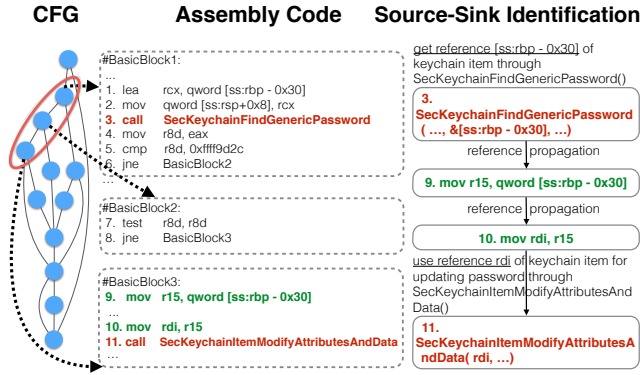 CFG
Assembly Code
Source-Sink Identification
#BasicBlock1:
...
1. lea rcx, qword [ss:rbp - 0x30]
2. mov qword [ss:rsp+0x8], rcx
3. call SecKeychainFindGenericPassword
4. mov r8d, eax
5. cmp r8d, 0xffff9d2c
6. jne BasicBlock2
...
#BasicBlock2:
7. test r8d, r8d
8. jne BasicBlock3
#BasicBlock3:
9. mov r15, qword [ss:rbp - 0x30]
...
10. mov rdi, r15
11. call SecKeychainItemModifyAttributesAndData
...
get reference [ss:rbp - 0x30] of
keychain item through
SecKeychainFindGenericPassword()
3.
SecKeychainFindGenericPassword
( ..., &[ss:rbp - 0x30], ...)
reference propagation
9. mov r15, qword [ss:rbp - 0x30]
reference propagation
10. mov rdi, r15
use reference rdi of keychain item for
updating password through
SecKeychainItemModifyAttributesAnd
Data()
11.
SecKeychainItemModifyAttributesA
ndData( rdi, ...)